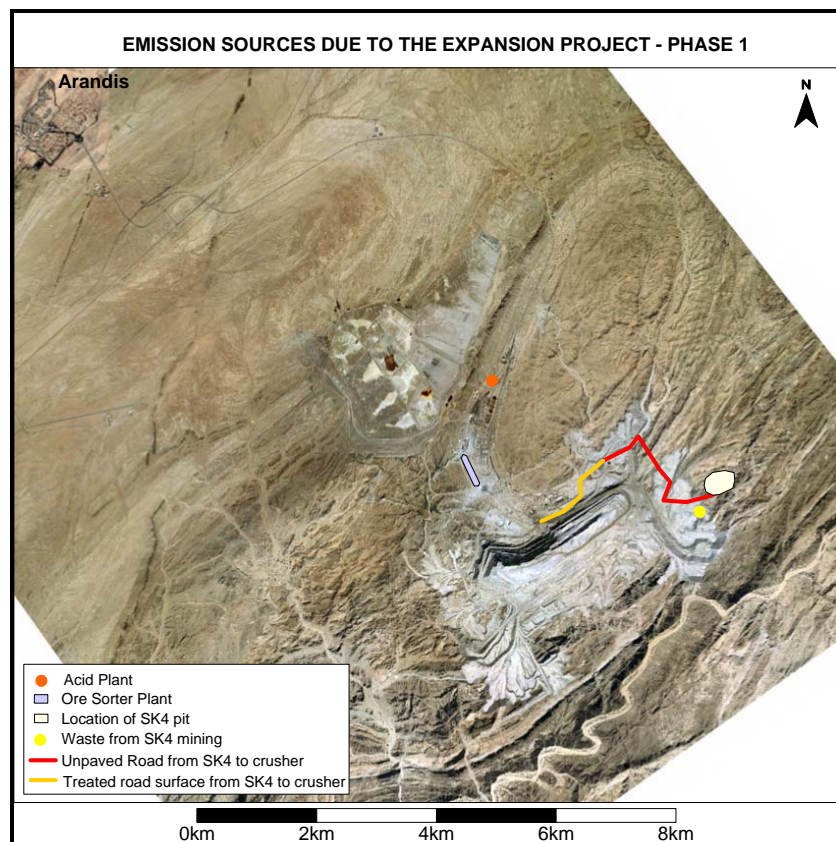 EMISSION SOURCES DUE TO THE EXPANSION PROJECT - PHASE 1
Arandis
N
Acid Plant
Ore Sorter Plant
Location of SK4 pit
Waste from SK4 mining
Unpaved Road from SK4 to crusher
Treated road surface from SK4 to crusher
0km 2km 4km 6km 8km